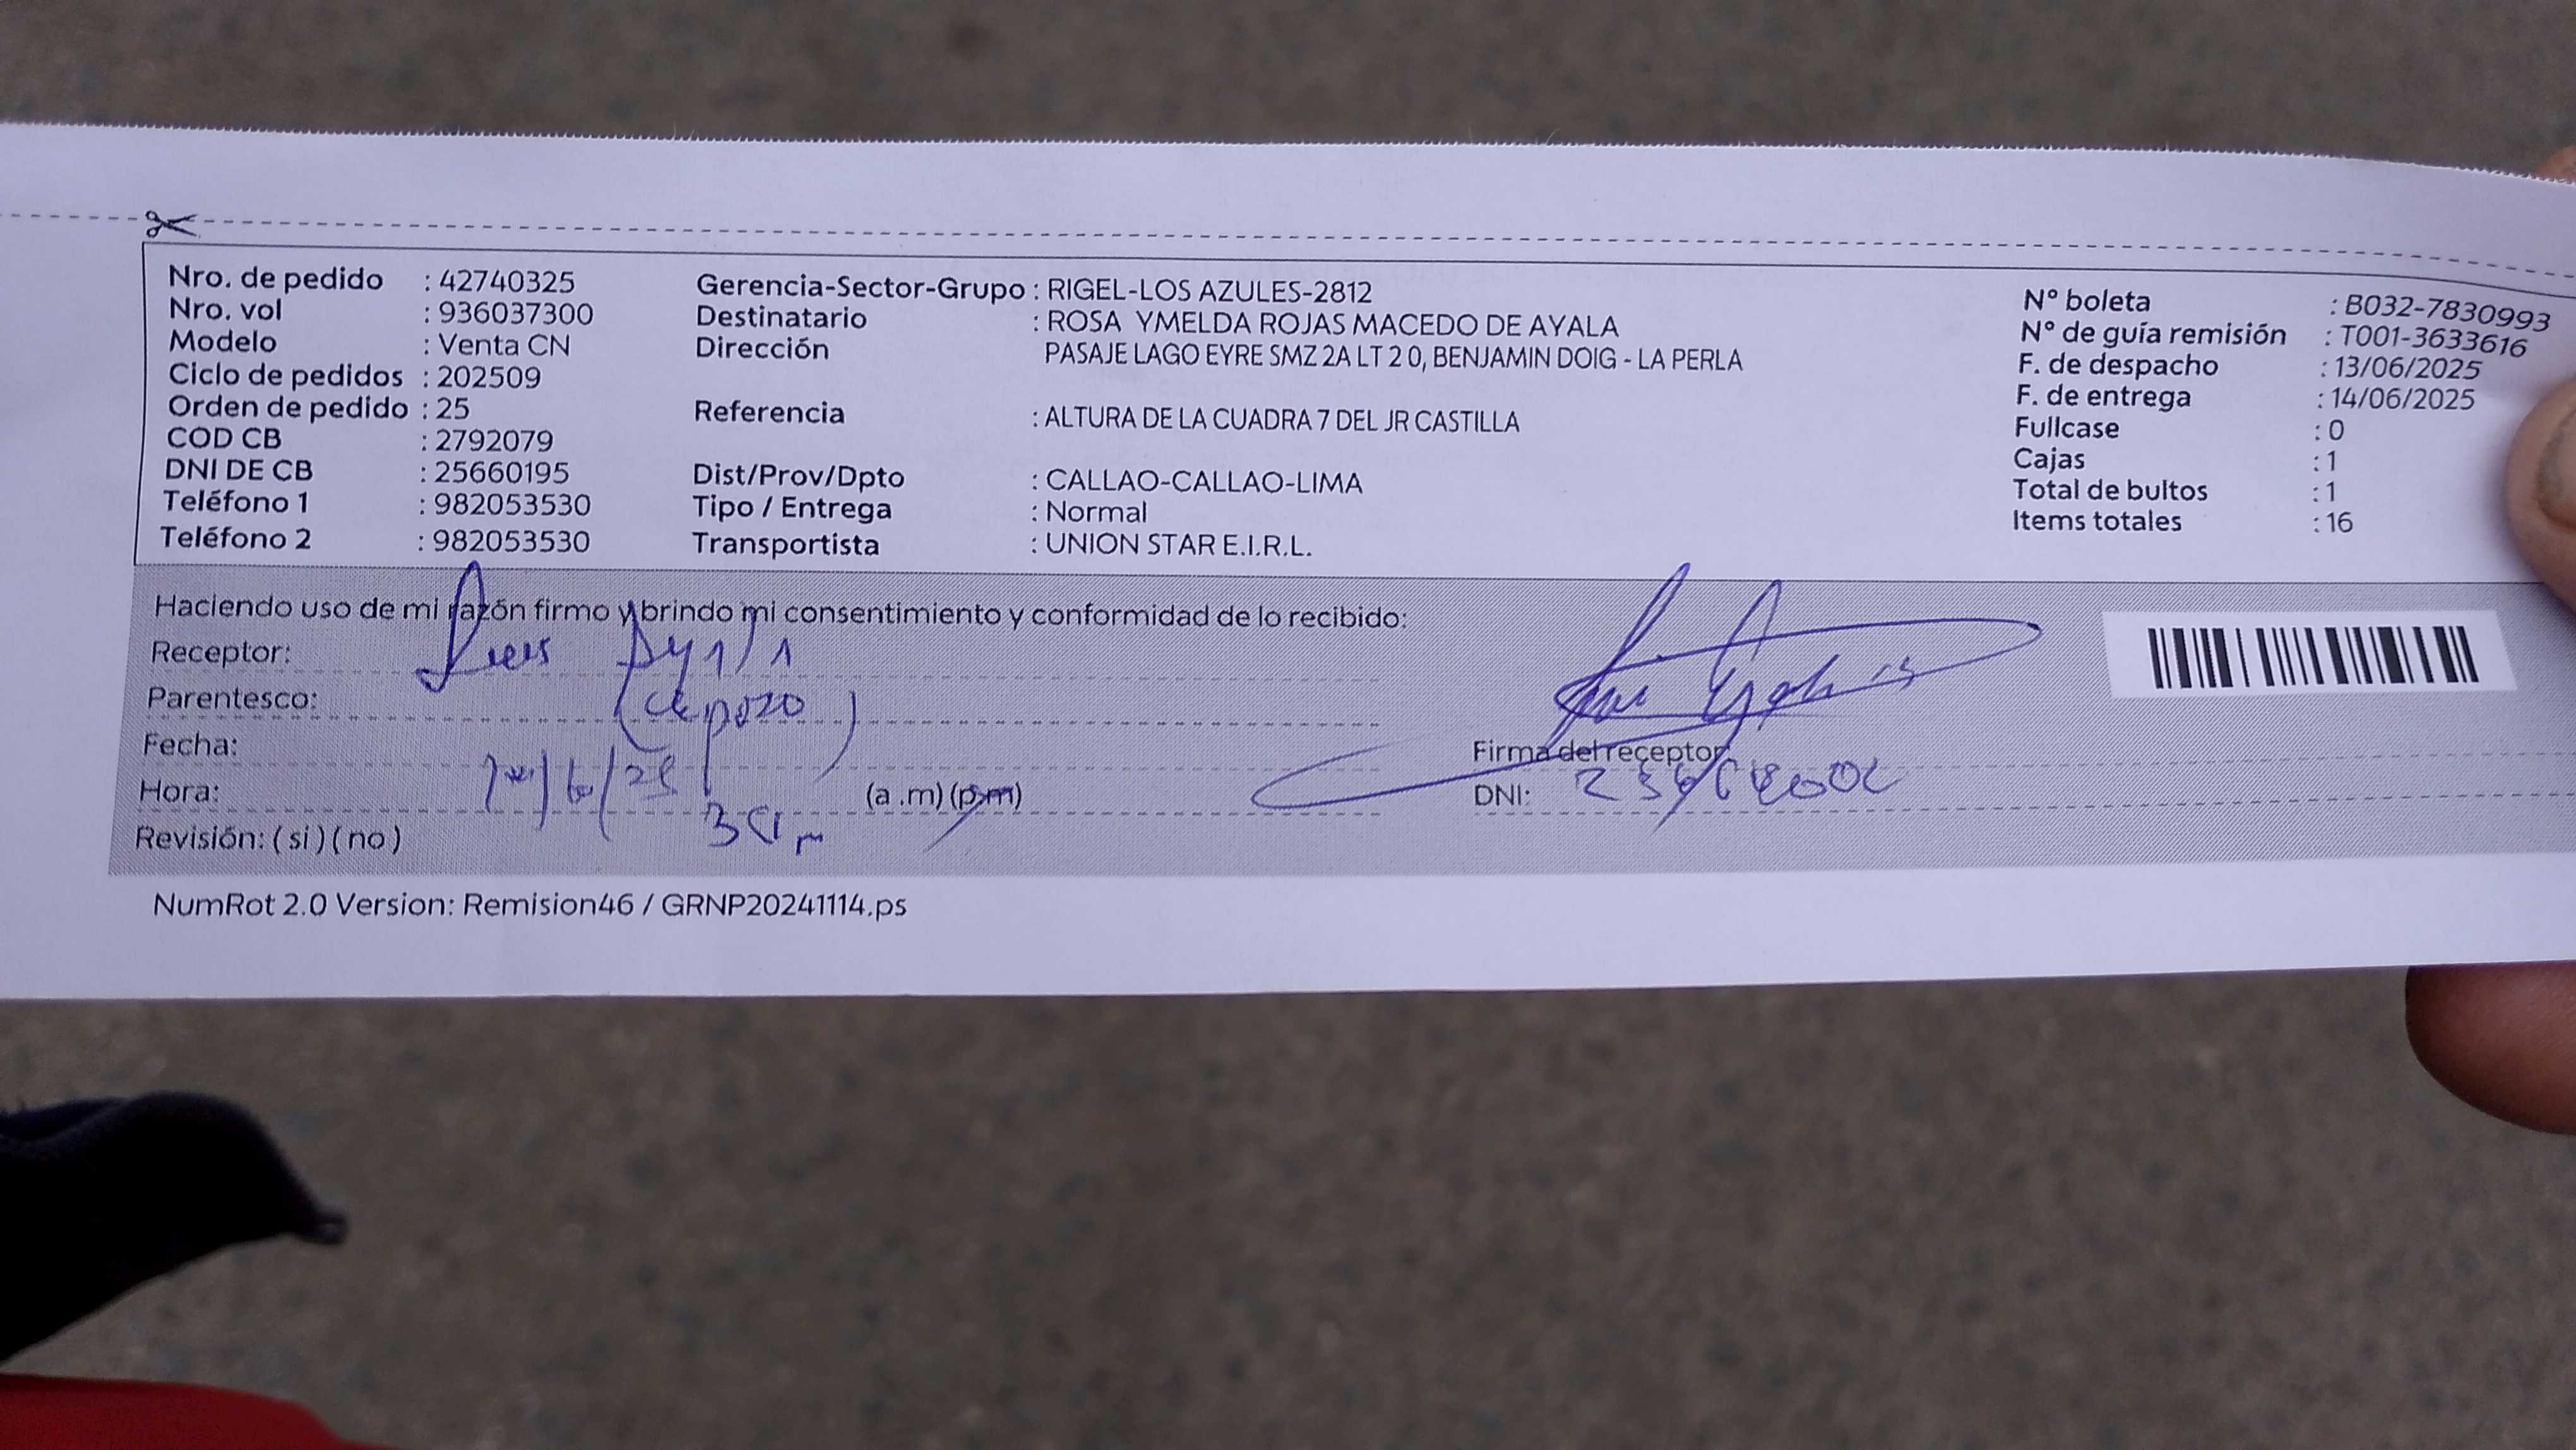 Nro. de pedido : 42740325
Nro. vol : 936037300
Modelo : Venta CN
Ciclo de pedidos : 202509
Orden de pedido : 25
COD CB : 2792079
DNI DE CB : 25660195
Teléfono 1 : 982053530
Teléfono 2 : 982053530
Gerencia-Sector-Grupo : RIGEL-LOS AZULES-2812
Destinatario : ROSA YMELDA ROJAS MACEDO DE AYALA
Dirección PASAJE LAGO EYRE SMZ 2A LT 2 0, BENJAMIN DOIG - LA PERLA
Referencia : ALTURA DE LA CUADRA 7 DEL JR CASTILLA
Dist/Prov/Dpto : CALLAO-CALLAO-LIMA
Tipo / Entrega : Normal
Transportista : UNION STAR E.I.R.L.
Nº boleta : B032-7830993
Nº de guía remisión : T001-3633616
F. de despacho : 13/06/2025
F. de entrega : 14/06/2025
Fullcase : 0
Cajas : 1
Total de bultos : 1
Items totales : 16
Haciendo uso de mi razón firmo y brindo mi consentimiento y conformidad de lo recibido:
Receptor: Luis
Parentesco:
Fecha:
Hora: (a .m) (p.m)
Revisión: ( si ) ( no )
Firma del receptor
DNI:
NumRot 2.0 Version: Remision46 / GRNP20241114.ps